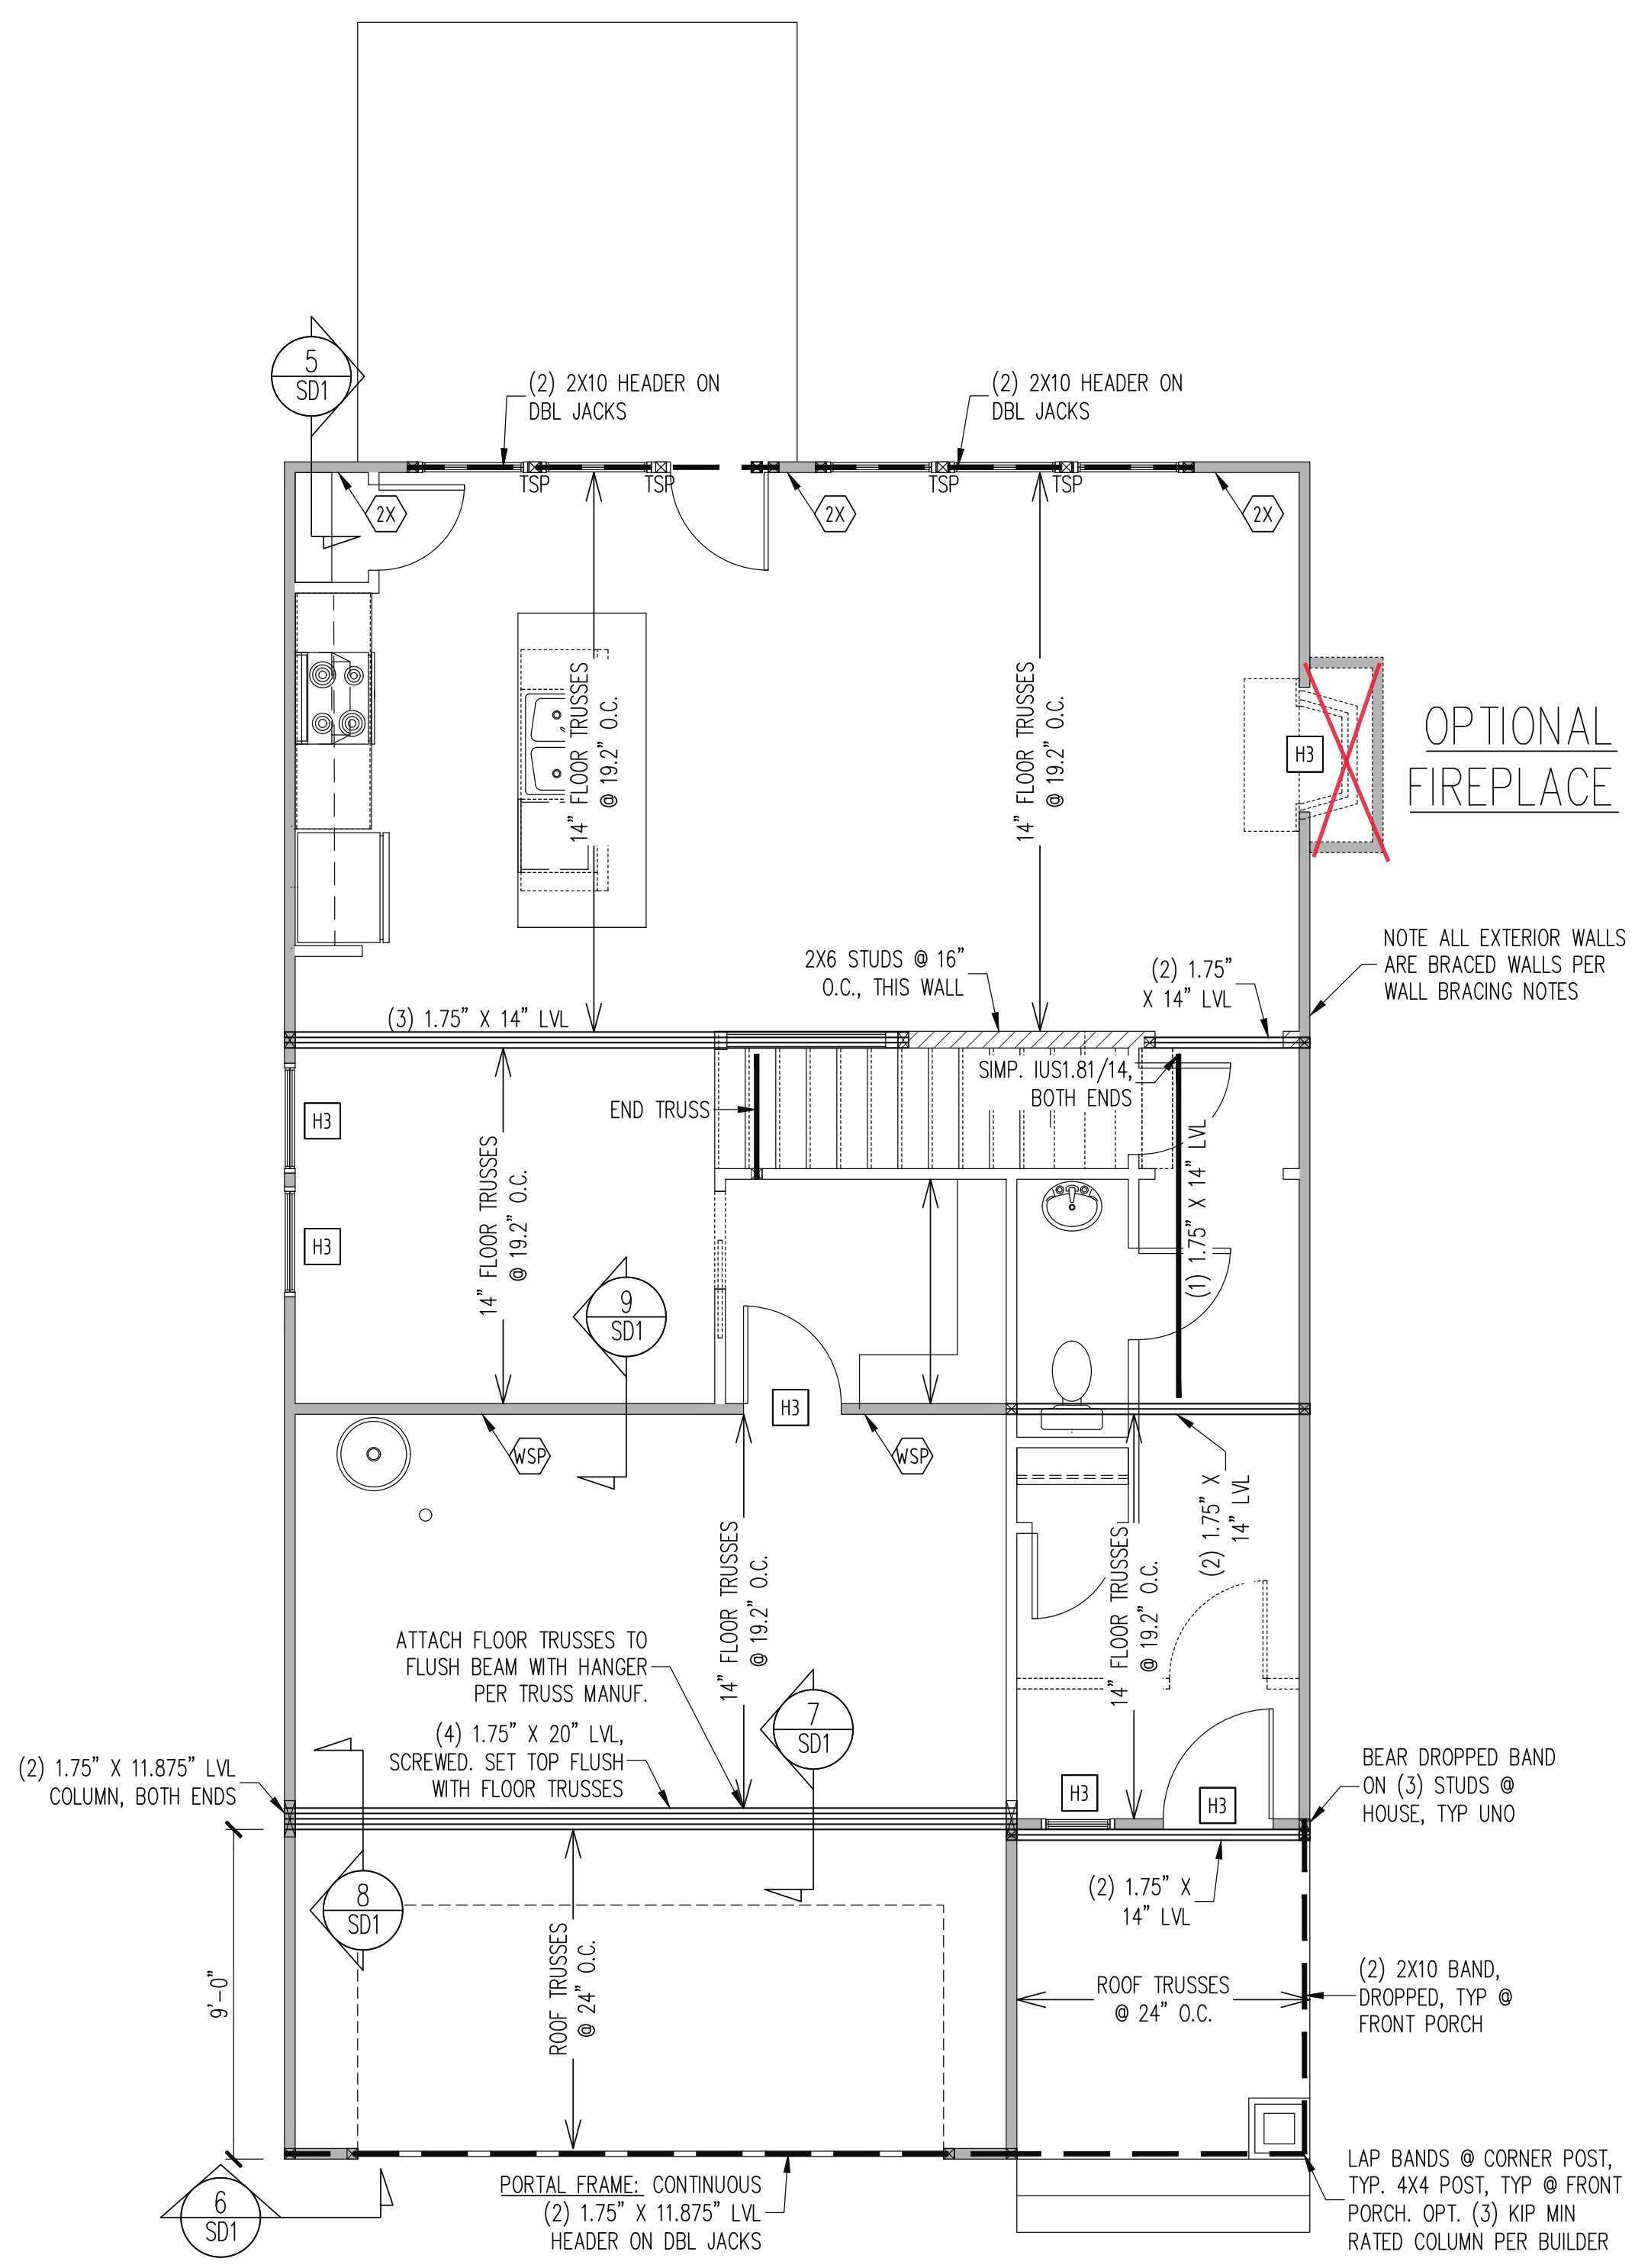 5
SD1
(2) 2X10 HEADER ON
DBL JACKS
(2) 2X10 HEADER ON
DBL JACKS
TSP
TSP
TSP
TSP
2X
2X
2X
14” FLOOR TRUSSES
@ 19.2” O.C.
14” FLOOR TRUSSES
@ 19.2” O.C.
H3
OPTIONAL
FIREPLACE
NOTE ALL EXTERIOR WALLS
ARE BRACED WALLS PER
WALL BRACING NOTES
2X6 STUDS @ 16”
O.C., THIS WALL
(2) 1.75”
X 14” LVL
(3) 1.75” X 14” LVL
SIMP. IUS1.81/14,
BOTH ENDS
END TRUSS
H3
H3
14” FLOOR TRUSSES
@ 19.2” O.C.
(1) 1.75” X 14” LVL
9
SD1
H3
WSP
WSP
(2) 1.75” X
14” LVL
14” FLOOR TRUSSES
@ 19.2” O.C.
14” FLOOR TRUSSES
@ 19.2” O.C.
ATTACH FLOOR TRUSSES TO
FLUSH BEAM WITH HANGER
PER TRUSS MANUF.
7
SD1
(4) 1.75” X 20” LVL,
SCREWED. SET TOP FLUSH
WITH FLOOR TRUSSES
(2) 1.75” X 11.875” LVL
COLUMN, BOTH ENDS
H3
H3
BEAR DROPPED BAND
ON (3) STUDS @
HOUSE, TYP UNO
(2) 1.75” X
14” LVL
8
SD1
9’-0”
ROOF TRUSSES
@ 24” O.C.
ROOF TRUSSES
@ 24” O.C.
(2) 2X10 BAND,
DROPPED, TYP @
FRONT PORCH
PORTAL FRAME: CONTINUOUS
(2) 1.75” X 11.875” LVL
HEADER ON DBL JACKS
6
SD1
LAP BANDS @ CORNER POST,
TYP. 4X4 POST, TYP @ FRONT
PORCH. OPT. (3) KIP MIN
RATED COLUMN PER BUILDER